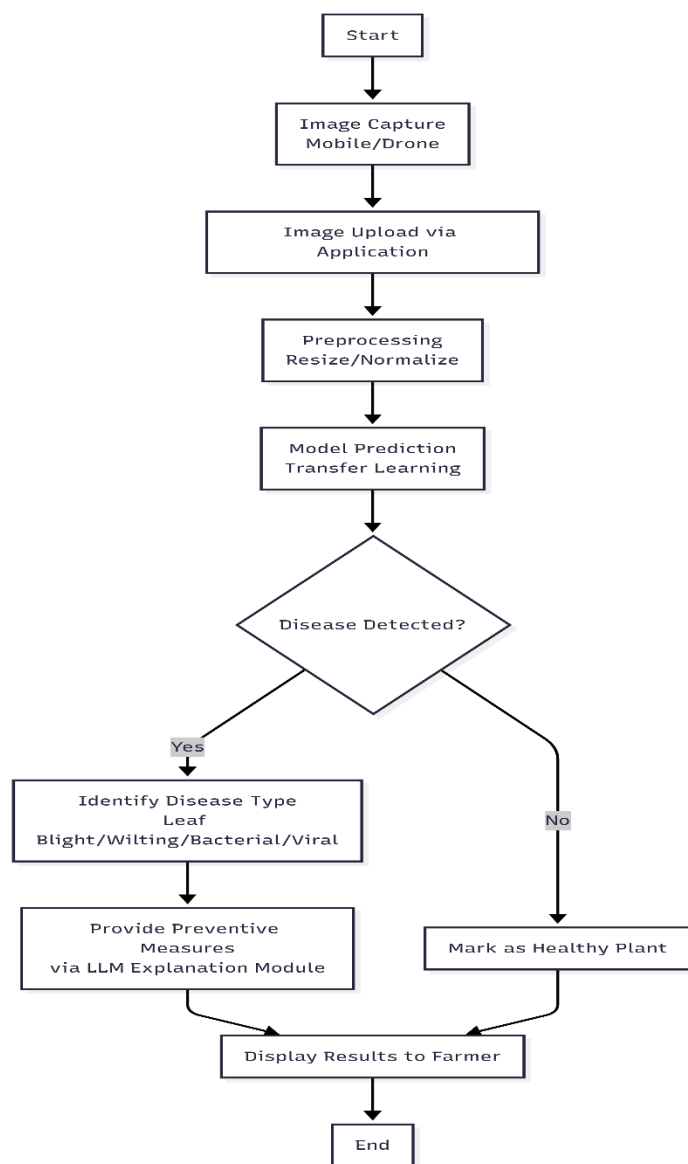 Start
Image Capture
Mobile/Drone
Image Upload via
Application
Preprocessing
Resize/Normalize
Model Prediction
Transfer Learning
Disease Detected?
Yes
No
Identify Disease Type
Leaf
Blight/Wilting/Bacterial/Viral
Provide Preventive
Measures
via LLM Explanation Module
Mark as Healthy Plant
Display Results to Farmer
End